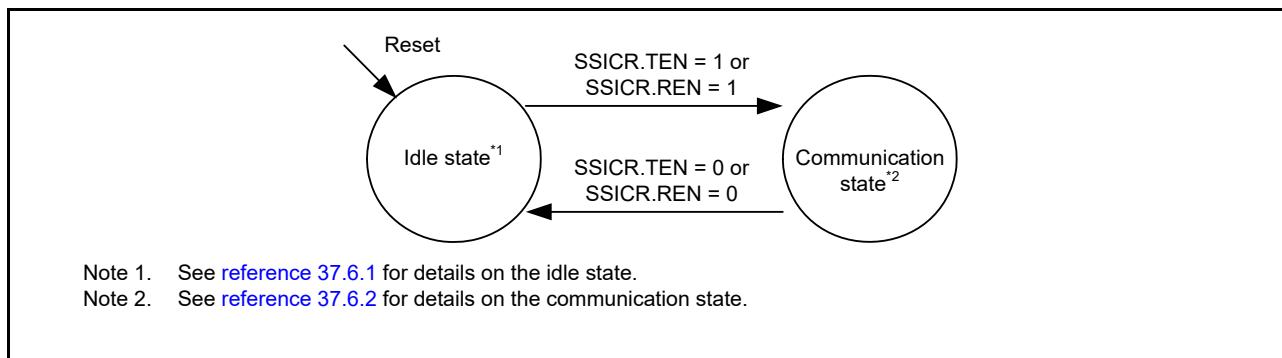 Reset
SSICR.TEN = 1 or
SSICR.REN = 1
Idle state*1
Communication
state*2
SSICR.TEN = 0 or
SSICR.REN = 0
Note 1. See reference 37.6.1 for details on the idle state.
Note 2. See reference 37.6.2 for details on the communication state.